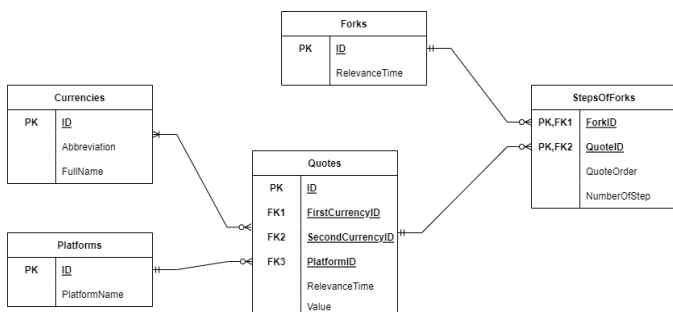 Forks
PK ID
RelevanceTime
Currencies
PK ID
Abbreviation
FullName
StepsOfForks
PK,FK1 ForkID
PK,FK2 QuoteID
QuoteOrder
NumberOfStep
Quotes
PK ID
FK1 FirstCurrencyID
FK2 SecondCurrencyID
FK3 PlatformID
RelevanceTime
Value
Platforms
PK ID
PlatformName